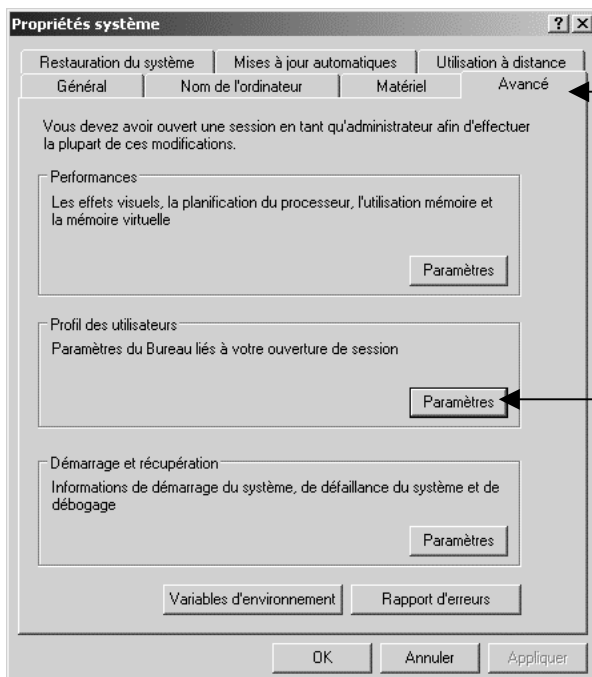 Propriétés système
Restauration du système
Mises à jour automatiques
Utilisation à distance
Général
Nom de l'ordinateur
Matériel
Avancé
Vous devez avoir ouvert une session en tant qu'administrateur afin d'effectuer
la plupart de ces modifications.
Performances
Les effets visuels, la planification du processeur, l'utilisation mémoire et
la mémoire virtuelle
Paramètres
Profil des utilisateurs
Paramètres du Bureau liés à votre ouverture de session
Paramètres
Démarrage et récupération
Informations de démarrage du système, de défaillance du système et de
débogage
Paramètres
Variables d'environnement
Rapport d'erreurs
OK
Annuler
Appliquer